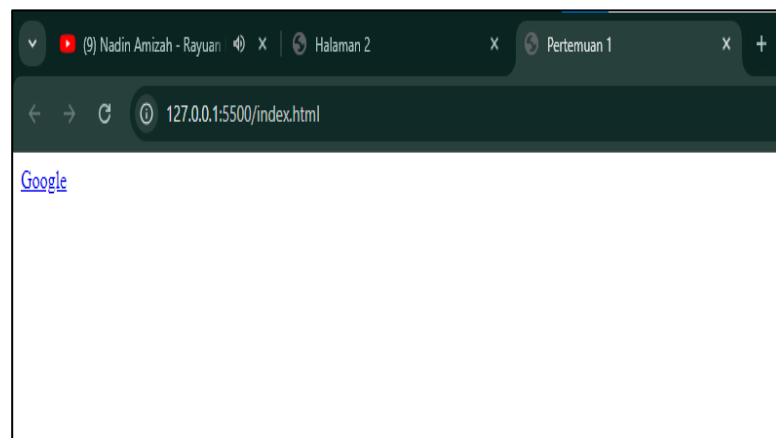 (9) Nadin Amizah - Rayuan
Halaman 2
Pertemuan 1
127.0.0.1:5500/index.html
Google